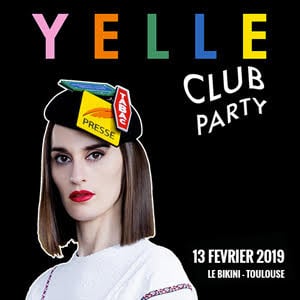 YELLE
CLUB
PARTY
TABAC
PRESSE
13 FEVRIER 2019
LE BIKINI - TOULOUSE